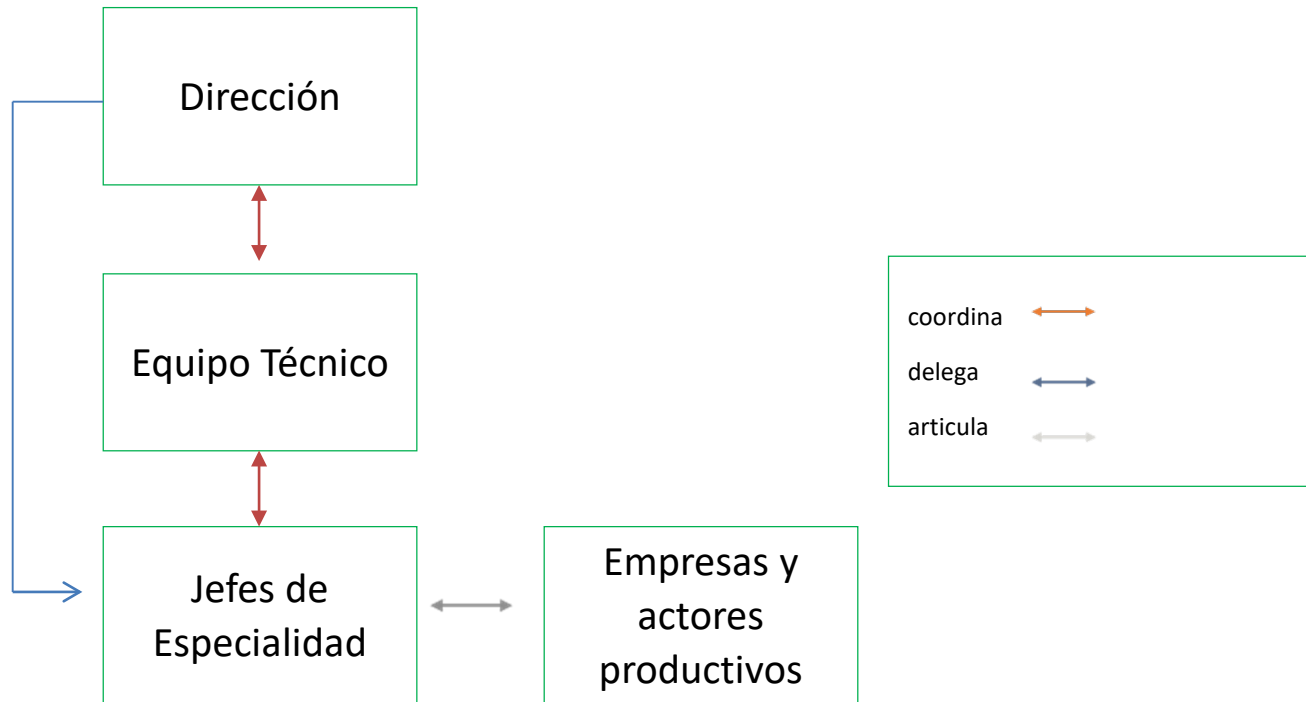 Dirección
Equipo Técnico
coordina
delega
articula
Jefes de
Especialidad
Empresas y
actores
productivos